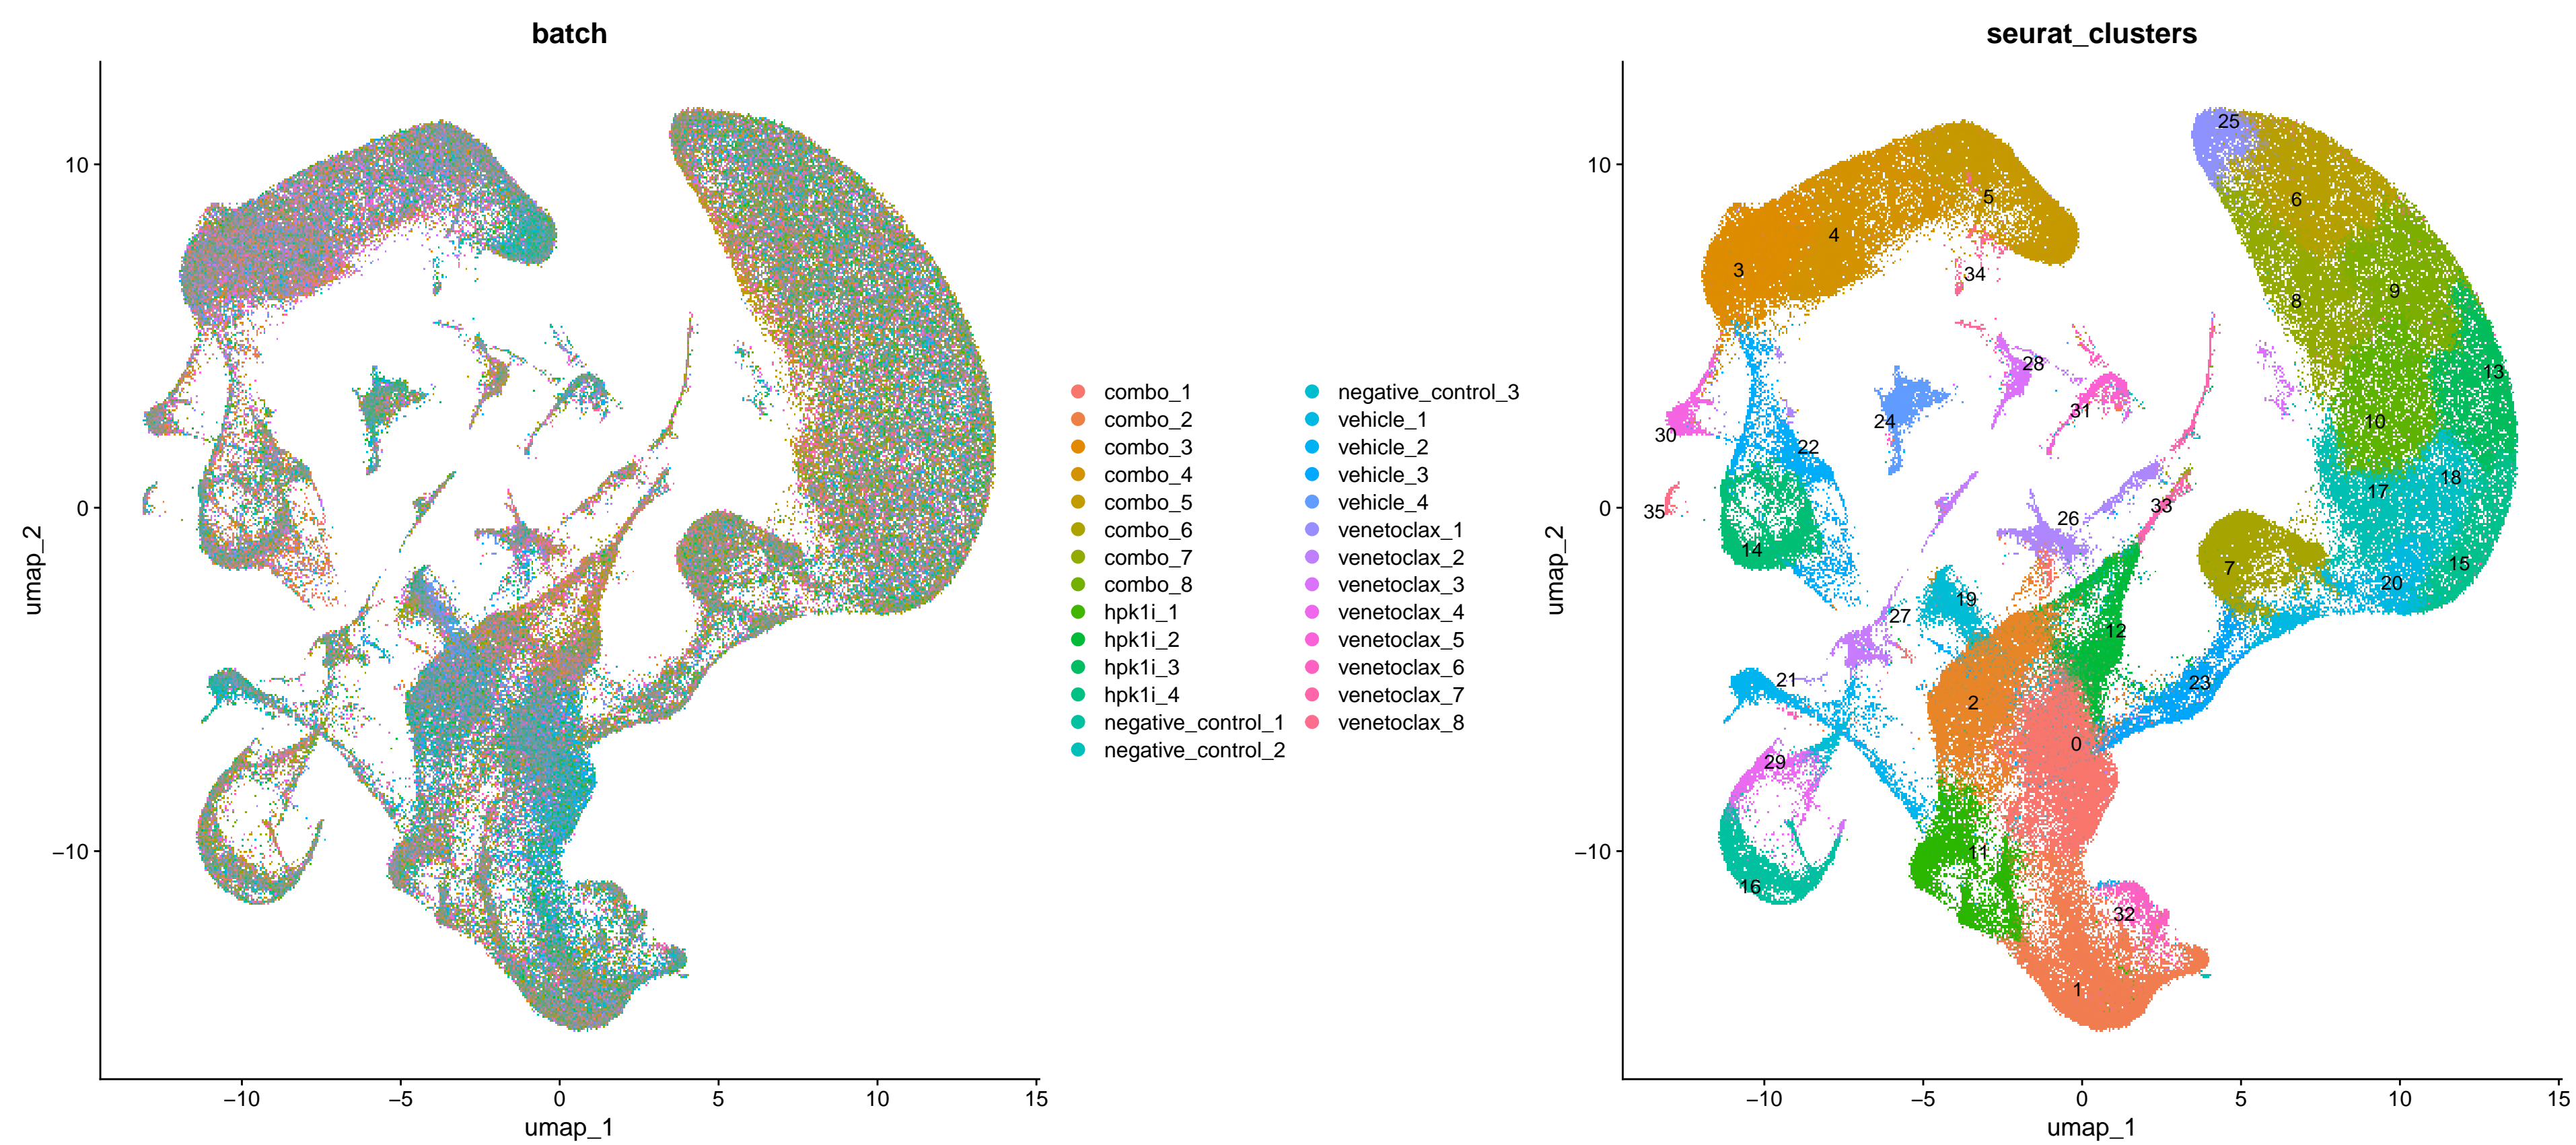 batch
10
0
−10
umap_2
−10
−5
0
5
10
15
umap_1
combo_1
combo_2
combo_3
combo_4
combo_5
combo_6
combo_7
combo_8
hpk1i_1
hpk1i_2
hpk1i_3
hpk1i_4
negative_control_1
negative_control_2
negative_control_3
vehicle_1
vehicle_2
vehicle_3
vehicle_4
venetoclax_1
venetoclax_2
venetoclax_3
venetoclax_4
venetoclax_5
venetoclax_6
venetoclax_7
venetoclax_8
seurat_clusters
10
0
−10
umap_2
25
5
6
4
3
34
8
9
28
13
31
24
10
30
22
18
17
33
35
26
14
15
7
20
19
27
12
21
23
2
0
29
11
16
32
1
−10
−5
0
5
10
15
umap_1